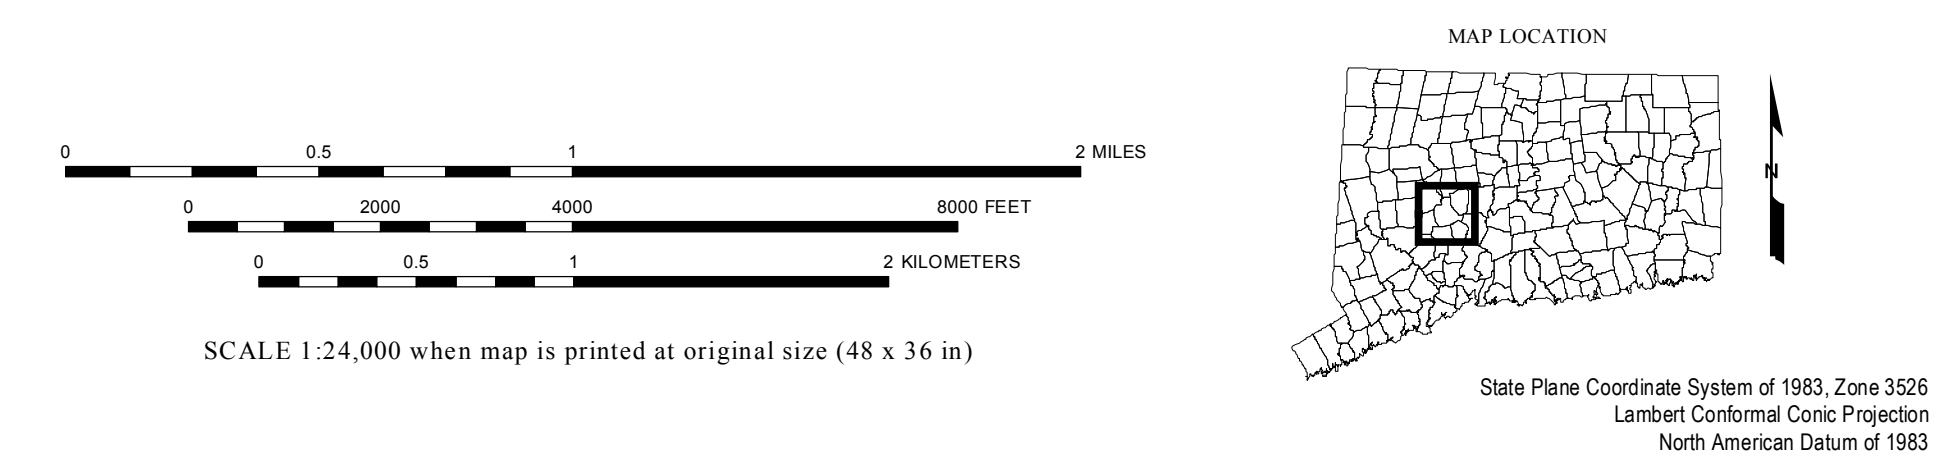 MAP LOCATION
0 0.5 1 2 MILES
0 2000 4000 8000 FEET
0 0.5 1 2 KILOMETERS
N
SCALE 1:24,000 when map is printed at original size (48 x 36 in)
State Plane Coordinate System of 1983, Zone 3526
Lambert Conformal Conic Projection
North American Datum of 1983